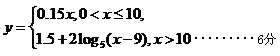 y = { 0.15x, 0 < x ≤ 10,
1.5 + 2log₅(x−9), x > 10 ········· 6分